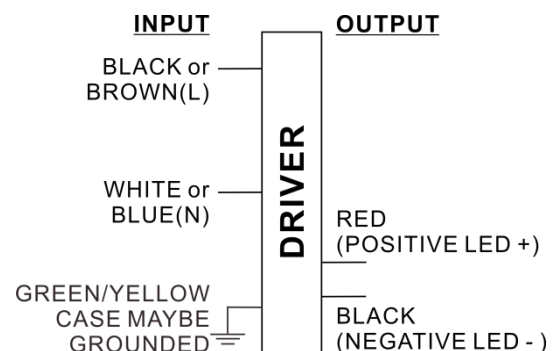 INPUT
OUTPUT
BLACK or
BROWN(L)
WHITE or
BLUE(N)
GREEN/YELLOW
CASE MAYBE
GROUNDED
DRIVER
RED
(POSITIVE LED +)
BLACK
(NEGATIVE LED - )